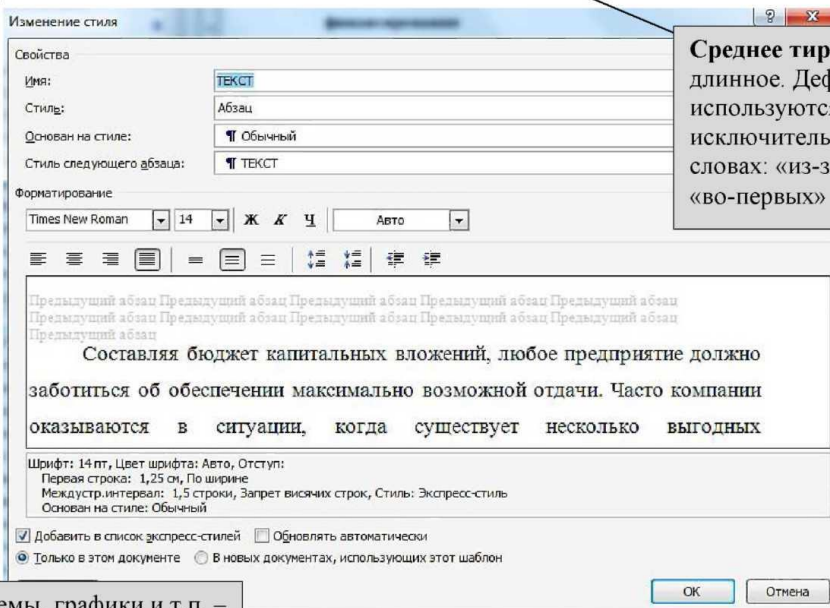 Изменение стиля
Среднее
длинное.
исключитель
словах: «из-з
«во-первых»
Свойства
Имя:
ТЕКСТ
Стиль:
Абзац
Основан на стиле:
¶ Обычный
Стиль следующего абзаца:
¶ ТЕКСТ
Форматирование
Times New Roman 14 Ж К Ч Авто
Предыдущий абзац Предыдущий абзац Предыдущий абзац Предыдущий абзац Предыдущий абзац
Предыдущий абзац Предыдущий абзац Предыдущий абзац Предыдущий абзац Предыдущий абзац
Предыдущий абзац
Составляя бюджет капитальных вложений, любое предприятие должно
заботиться об обеспечении максимально возможной отдачи. Часто компании
оказываются в ситуации, когда существует несколько выгодных
Шрифт: 14 пт, Цвет шрифта: Авто, Отступ:
Первая строка: 1,25 см, По ширине
Междустр.интервал: 1,5 строки, Запрет висячих строк, Стиль: Экспресс-стиль
Основан на стиле: Обычный
Добавить в список экспресс-стилей Обновлять автоматически
Только в этом документе В новых документах, использующих этот шаблон
ОК Отмена
графики и т.п. –